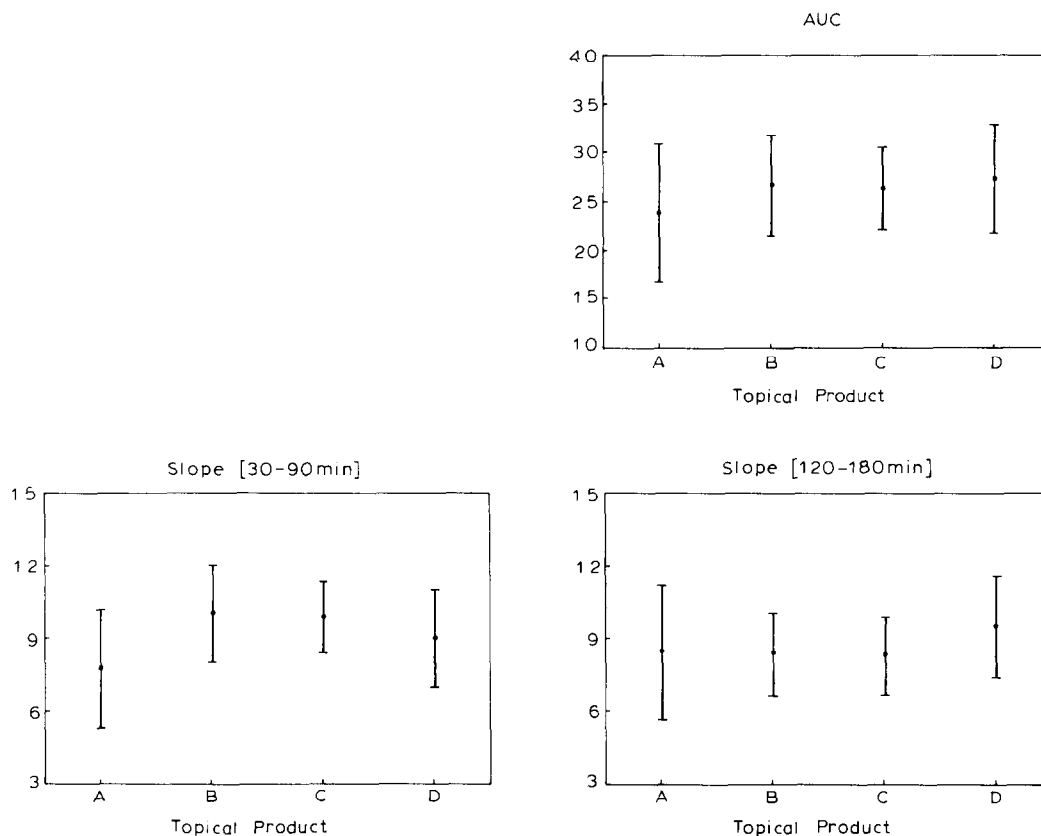 AUC
40
35
30
25
20
15
10
A B C D
Topical Product
Slope [30-90min]
15
12
9
6
3
A B C D
Topical Product
Slope [120-180min]
15
12
9
6
3
A B C D
Topical Product